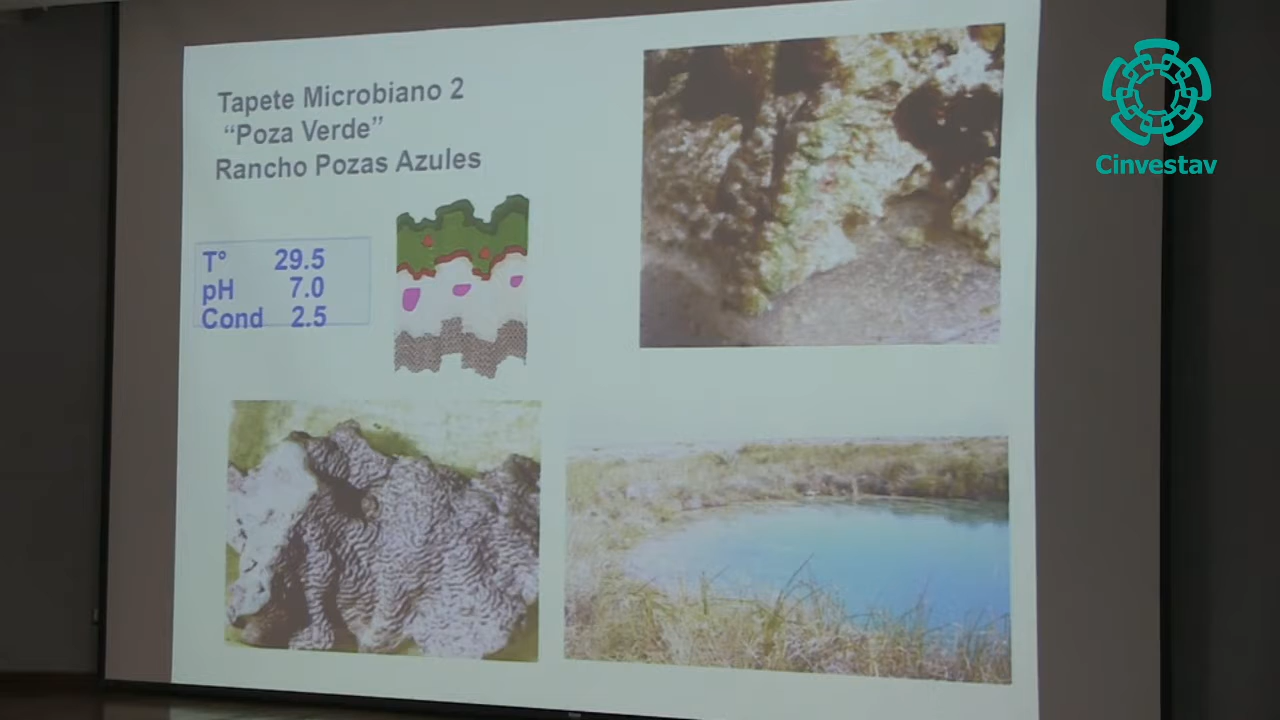 Tapete Microbiano 2
“Poza Verde”
Rancho Pozas Azules
T° 29.5
pH 7.0
Cond 2.5
Cinvestav